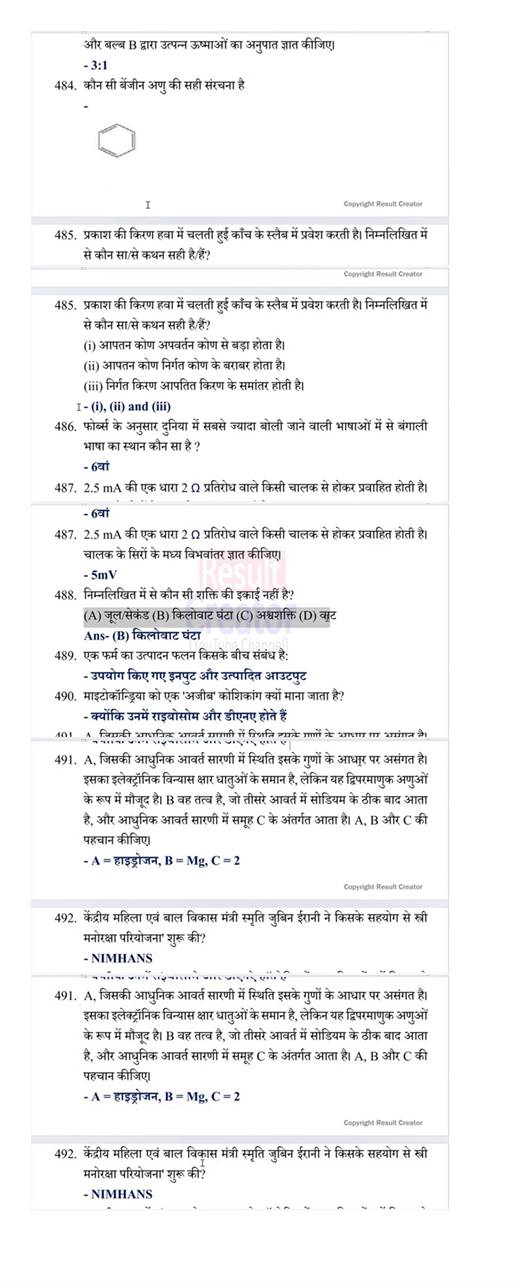 और बल्ब B द्वारा उत्पन्न ऊष्माओं का अनुपात ज्ञात कीजिए।
- 3:1
484. कौन सी बेंजीन अणु की सही संरचना है
-
Copyright Result Creator
485. प्रकाश की किरण हवा में चलती हुई काँच के स्लैब में प्रवेश करती है। निम्नलिखित में
से कौन सा/से कथन सही है/हैं?
Copyright Result Creator
485. प्रकाश की किरण हवा में चलती हुई काँच के स्लैब में प्रवेश करती है। निम्नलिखित में
से कौन सा/से कथन सही है/हैं?
(i) आपतन कोण अपवर्तन कोण से बड़ा होता है।
(ii) आपतन कोण निर्गत कोण के बराबर होता है।
(iii) निर्गत किरण आपतित किरण के समांतर होती है।
- (i), (ii) and (iii)
486. फोर्ब्स के अनुसार दुनिया में सबसे ज्यादा बोली जाने वाली भाषाओं में से बंगाली
भाषा का स्थान कौन सा है ?
- 6वां
487. 2.5 mA की एक धारा 2 Ω प्रतिरोध वाले किसी चालक से होकर प्रवाहित होती है।
- 6वां
487. 2.5 mA की एक धारा 2 Ω प्रतिरोध वाले किसी चालक से होकर प्रवाहित होती है।
चालक के सिरों के मध्य विभवांतर ज्ञात कीजिए।
- 5mV
Result
488. निम्नलिखित में से कौन सी शक्ति की इकाई नहीं है?
(A) जूल/सेकंड (B) किलोवाट घंटा (C) अश्वशक्ति (D) वाट
Creator
Ans- (B) किलोवाट घंटा
[YouTube Channel]
489. एक फर्म का उत्पादन फलन किसके बीच संबंध है:
- उपयोग किए गए इनपुट और उत्पादित आउटपुट
490. माइटोकॉन्ड्रिया को एक 'अजीब' कोशिकांग क्यों माना जाता है?
- क्योंकि उनमें राइबोसोम और डीएनए होते हैं
491. A, जिसकी आधुनिक आवर्त सारणी में स्थिति इसके गुणों के आधार पर असंगत है।
इसका इलेक्ट्रॉनिक विन्यास क्षार धातुओं के समान है, लेकिन यह द्विपरमाणुक अणुओं
के रूप में मौजूद है। B वह तत्व है, जो तीसरे आवर्त में सोडियम के ठीक बाद आता
है, और आधुनिक आवर्त सारणी में समूह C के अंतर्गत आता है। A, B और C की
पहचान कीजिए।
- A = हाइड्रोजन, B = Mg, C = 2
Copyright Result Creator
492. केंद्रीय महिला एवं बाल विकास मंत्री स्मृति जुबिन ईरानी ने किसके सहयोग से स्त्री
मनोरक्षा परियोजना' शुरू की?
- NIMHANS
491. A, जिसकी आधुनिक आवर्त सारणी में स्थिति इसके गुणों के आधार पर असंगत है।
इसका इलेक्ट्रॉनिक विन्यास क्षार धातुओं के समान है, लेकिन यह द्विपरमाणुक अणुओं
के रूप में मौजूद है। B वह तत्व है, जो तीसरे आवर्त में सोडियम के ठीक बाद आता
है, और आधुनिक आवर्त सारणी में समूह C के अंतर्गत आता है। A, B और C की
पहचान कीजिए।
- A = हाइड्रोजन, B = Mg, C = 2
Copyright Result Creator
492. केंद्रीय महिला एवं बाल विकास मंत्री स्मृति जुबिन ईरानी ने किसके सहयोग से स्त्री
मनोरक्षा परियोजना' शुरू की?
- NIMHANS